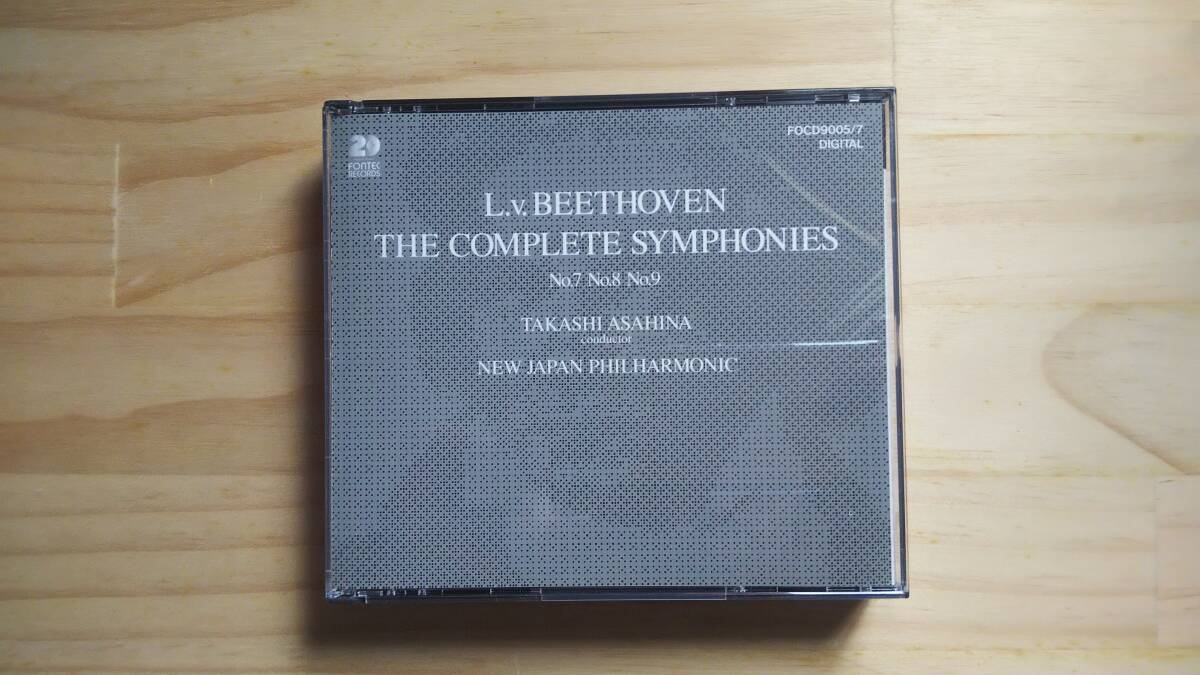 20
FONTEC
RECORDS
FOCD9005/7
DIGITAL
L.v. BEETHOVEN
THE COMPLETE SYMPHONIES
No.7 No.8 No.9
TAKASHI ASAHINA
conductor
NEW JAPAN PHILHARMONIC